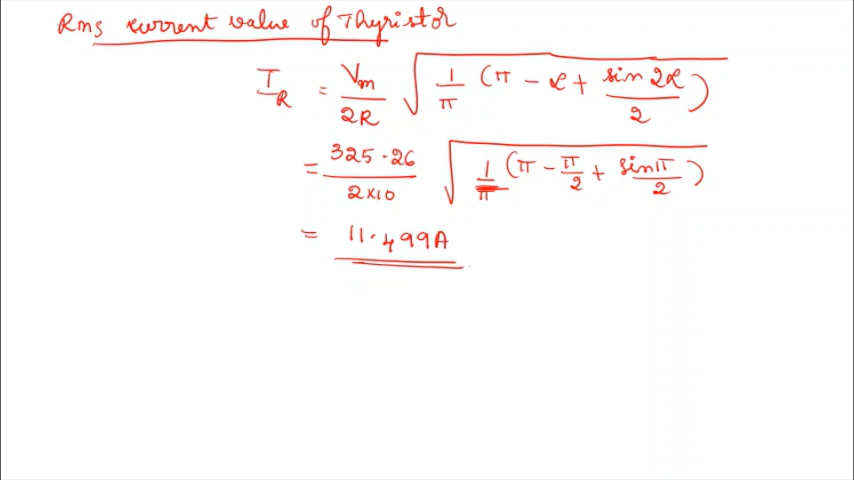 Rms current value of Thyristor
I_R = V_m / 2R √( 1/π (π - α + sin 2α / 2) )
= 325.26 / 2×10 √( 1/π (π - π/2 + sin π / 2) )
= 11.499A